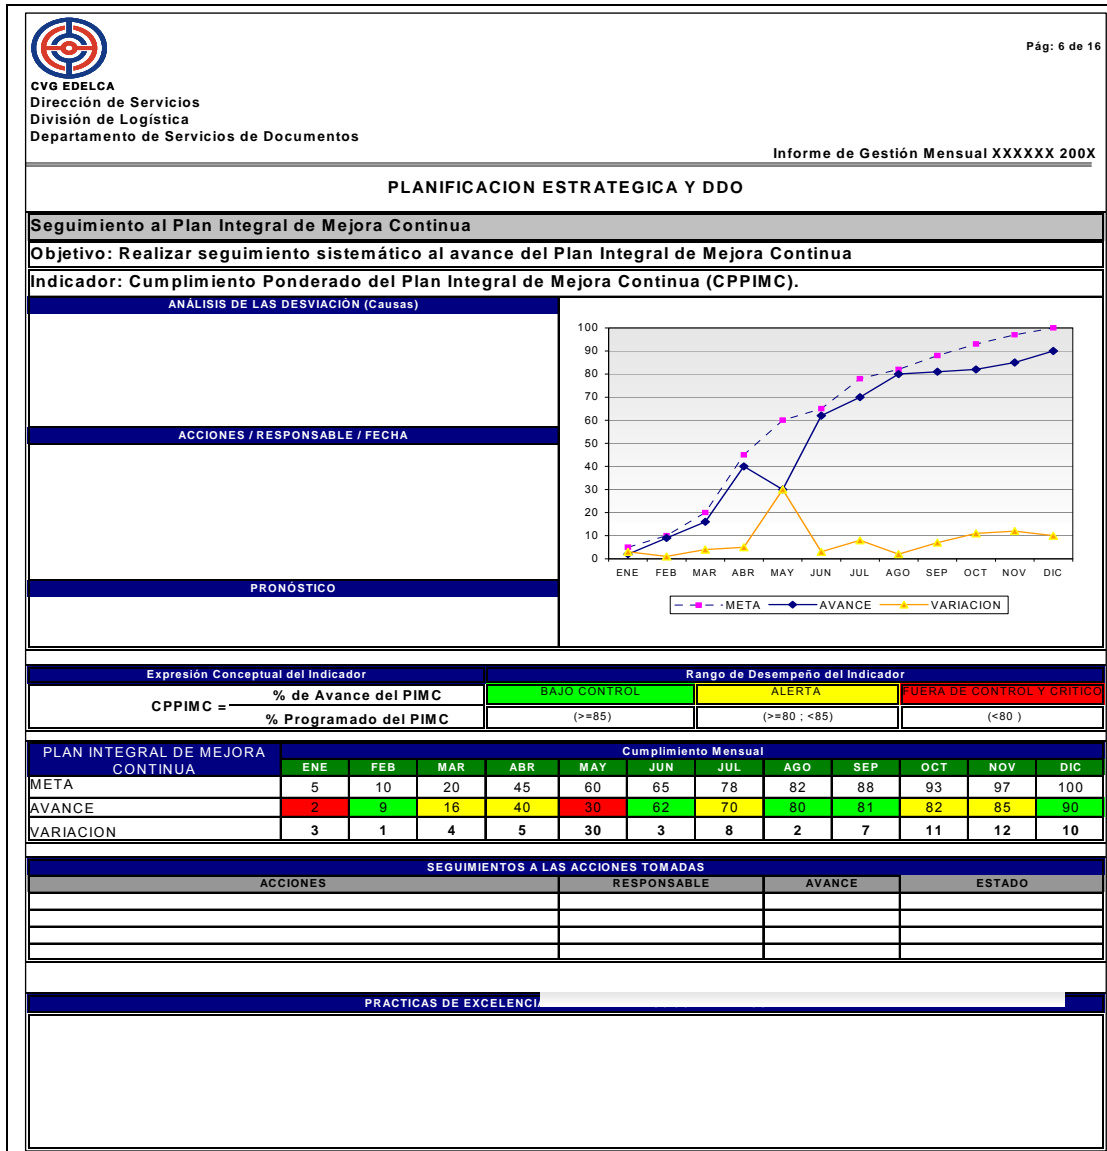 Pág: 6 de 16
CVG EDELCA
Dirección de Servicios
División de Logística
Departamento de Servicios de Documentos
Informe de Gestión Mensual XXXXXX 200X
PLANIFICACION ESTRATEGICA Y DDO
Seguimiento al Plan Integral de Mejora Continua
Objetivo: Realizar seguimiento sistemático al avance del Plan Integral de Mejora Continua
Indicador: Cumplimiento Ponderado del Plan Integral de Mejora Continua (CPPIMC).
ANÁLISIS DE LAS DESVIACIÓN (Causas)
ACCIONES / RESPONSABLE / FECHA
PRONÓSTICO
100
90
80
70
60
50
40
30
20
10
0
ENE FEB MAR ABR MAY JUN JUL AGO SEP OCT NOV DIC
META AVANCE VARIACION
Expresión Conceptual del Indicador Rango de Desempeño del Indicador
CPPIMC = % de Avance del PIMC
% Programado del PIMC
BAJO CONTROL ALERTA FUERA DE CONTROL Y CRITICO
(>=85) (>=80 ; <85) (<80 )
PLAN INTEGRAL DE MEJORA CONTINUA
Cumplimiento Mensual
ENE FEB MAR ABR MAY JUN JUL AGO SEP OCT NOV DIC
META 5 10 20 45 60 65 78 82 88 93 97 100
AVANCE 2 9 16 40 30 62 70 80 81 82 85 90
VARIACION 3 1 4 5 30 3 8 2 7 11 12 10
SEGUIMIENTOS A LAS ACCIONES TOMADAS
ACCIONES RESPONSABLE AVANCE ESTADO
PRACTICAS DE EXCELENCI